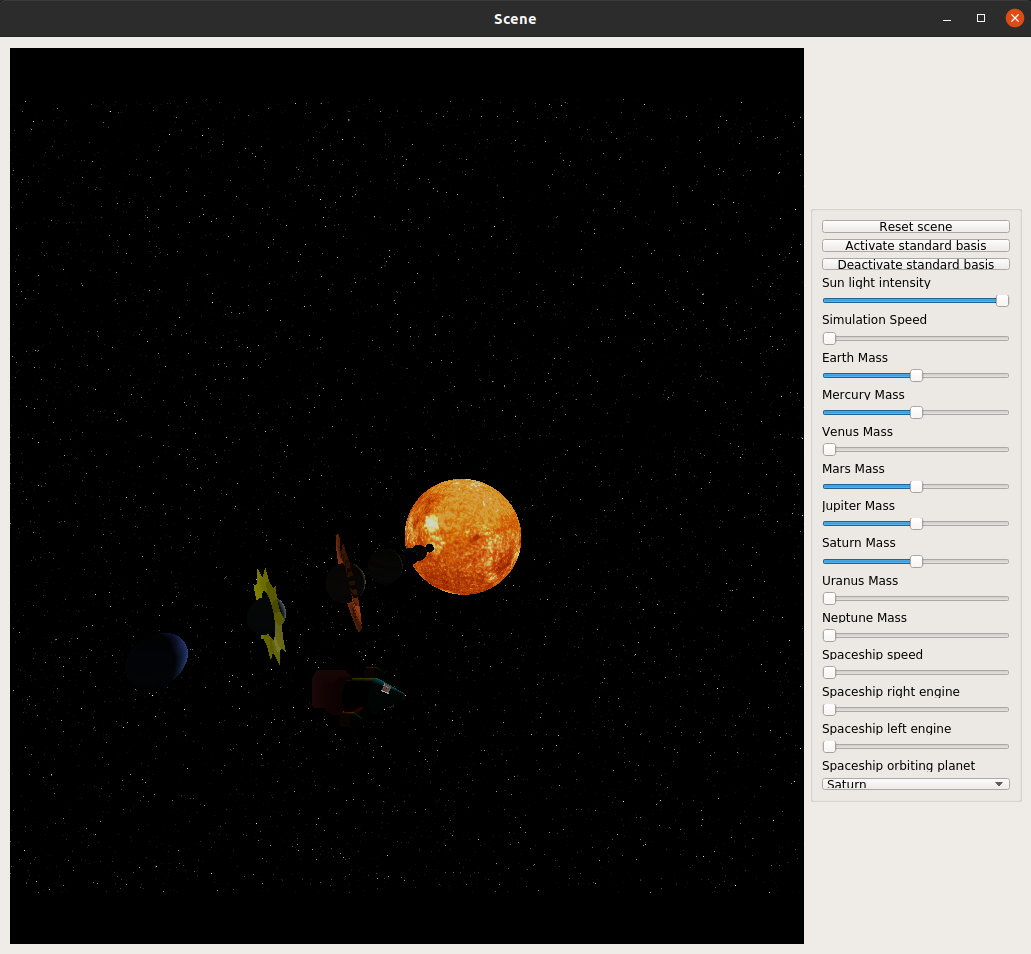 Scene
Reset scene
Activate standard basis
Deactivate standard basis
Sun light intensity
Simulation Speed
Earth Mass
Mercury Mass
Venus Mass
Mars Mass
Jupiter Mass
Saturn Mass
Uranus Mass
Neptune Mass
Spaceship speed
Spaceship right engine
Spaceship left engine
Spaceship orbiting planet
Saturn